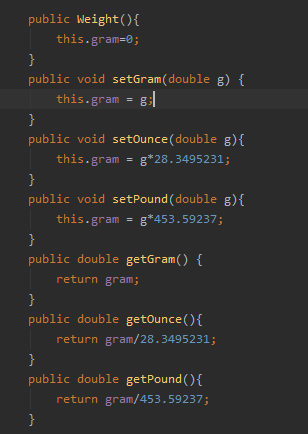 public Weight(){
    this.gram=0;
}
public void setGram(double g) {
    this.gram = g;
}
public void setOunce(double g){
    this.gram = g*28.3495231;
}
public void setPound(double g){
    this.gram = g*453.59237;
}
public double getGram() {
    return gram;
}
public double getOunce(){
    return gram/28.3495231;
}
public double getPound(){
    return gram/453.59237;
}